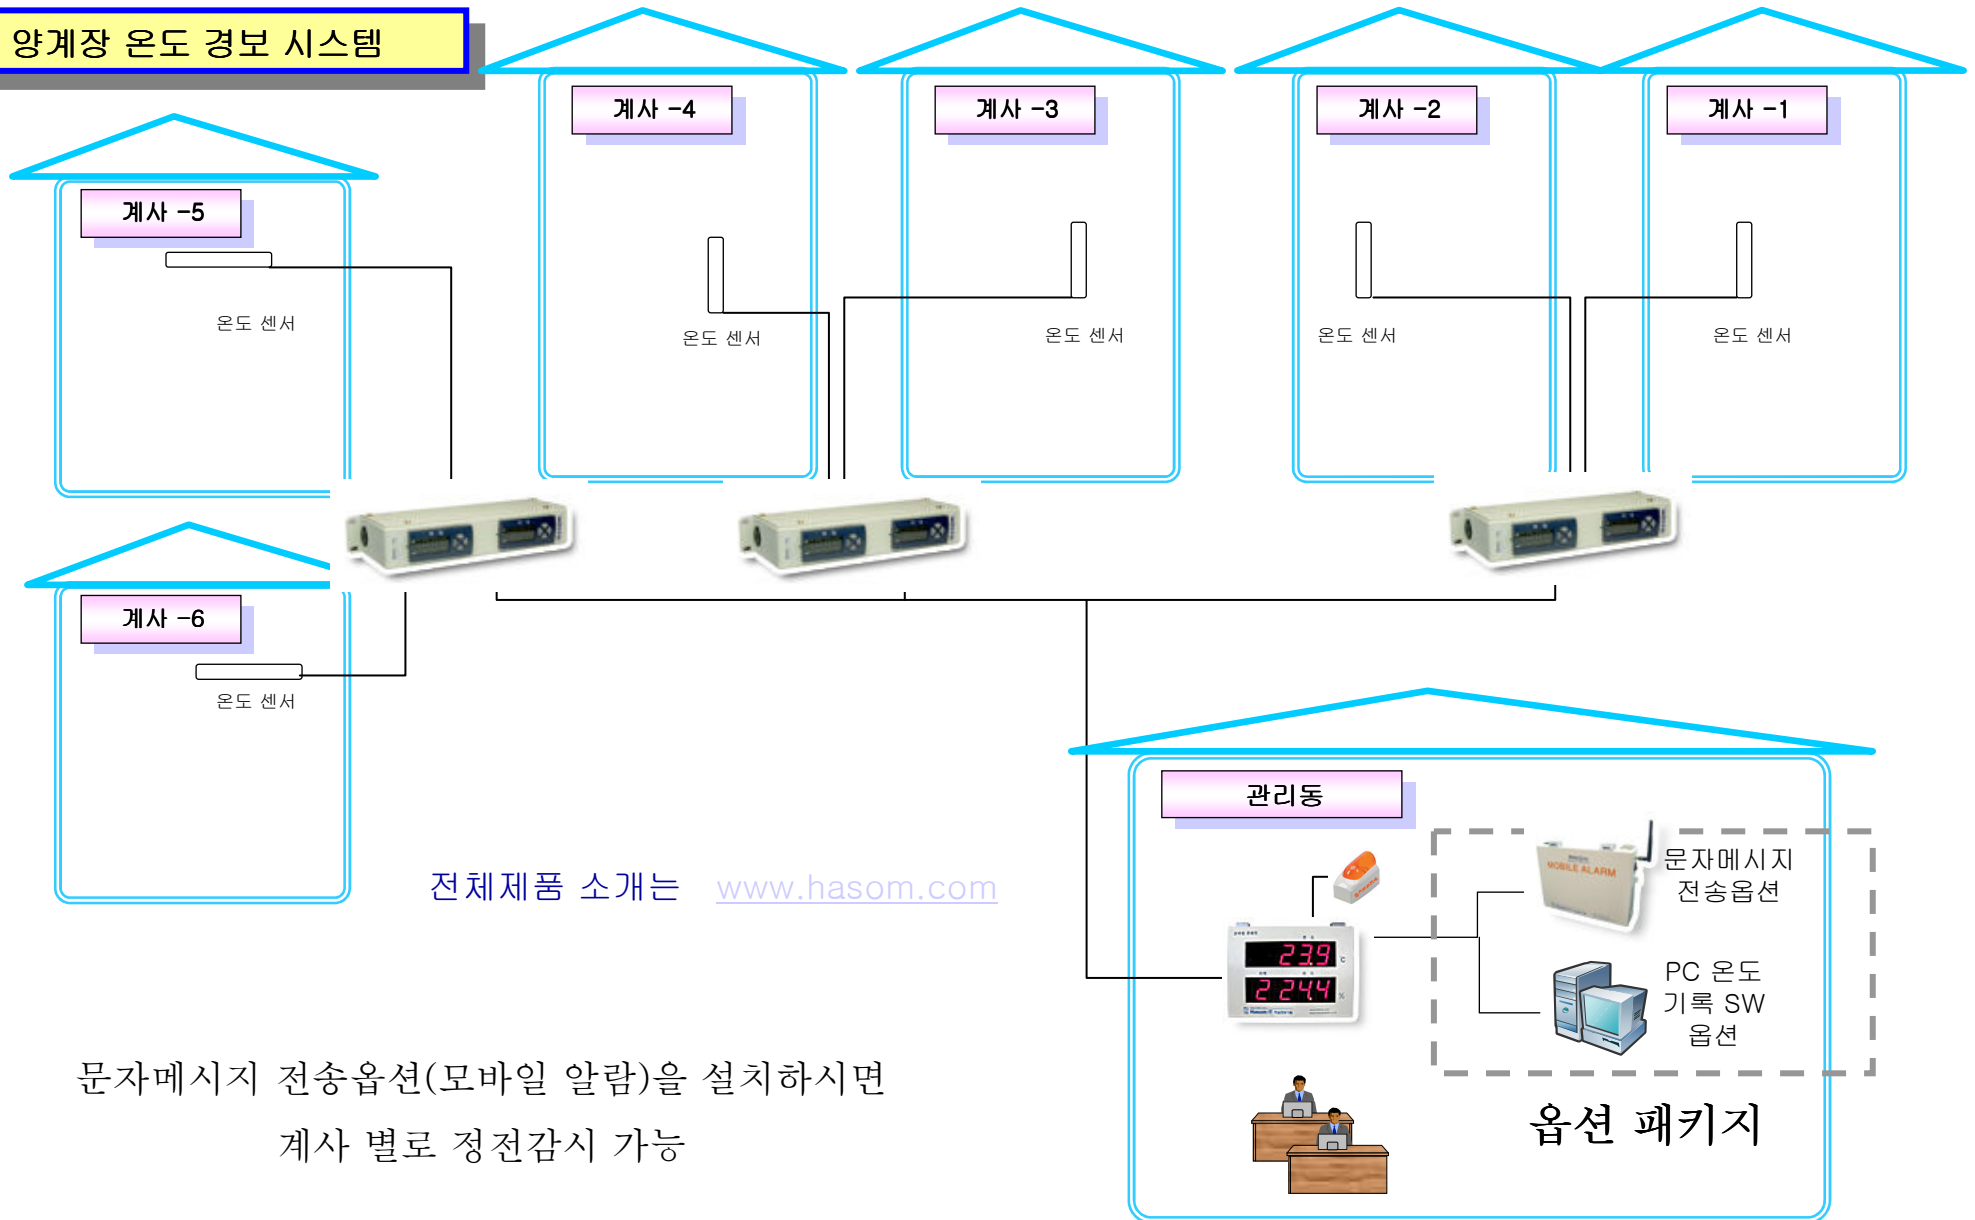 양계장 온도 경보 시스템
계사 -4
계사 -3
계사 -2
계사 -1
계사 -5
온도 센서
온도 센서
온도 센서
온도 센서
온도 센서
계사 -6
온도 센서
관리동
전체제품 소개는 www.hasom.com
MOBILE ALARM
문자메시지
전송옵션
23.9 ℃
2 24.4 %
PC 온도
기록 SW
옵션
문자메시지 전송옵션(모바일 알람)을 설치하시면
계사 별로 정전감시 가능
옵션 패키지